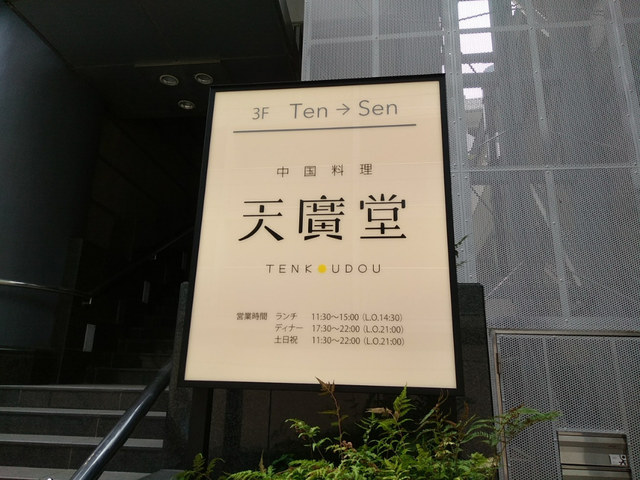 3F Ten → Sen
中国料理
天廣堂
TENKOUDOU
営業時間 ランチ 11:30〜15:00 (L.O.14:30)
ディナー 17:30〜22:00 (L.O.21:00)
土日祝 11:30〜22:00 (L.O.21:00)